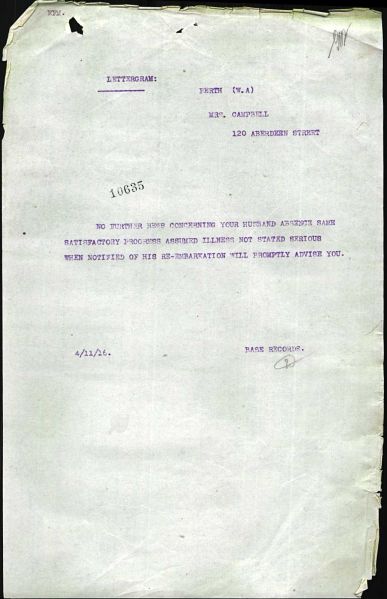 KFM.
LETTERGRAM:
PERTH (W.A)
MRS. CAMPBELL
120 ABERDEEN STREET
10635
NO FURTHER NEWS CONCERNING YOUR HUSBAND ABSENCE SAME
SATISFACTORY PROGRESS ASSUMED ILLNESS NOT STATED SERIOUS
WHEN NOTIFIED OF HIS RE-EMBARKATION WILL PROMPTLY ADVISE YOU.
4/11/16.
BASE RECORDS.